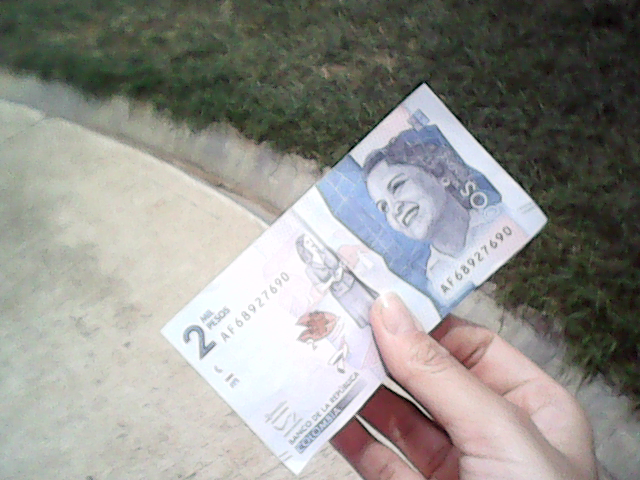 2 MIL
PESOS
AF68927690
BANCO DE LA REPÚBLICA
COLOMBIA
AF68927690